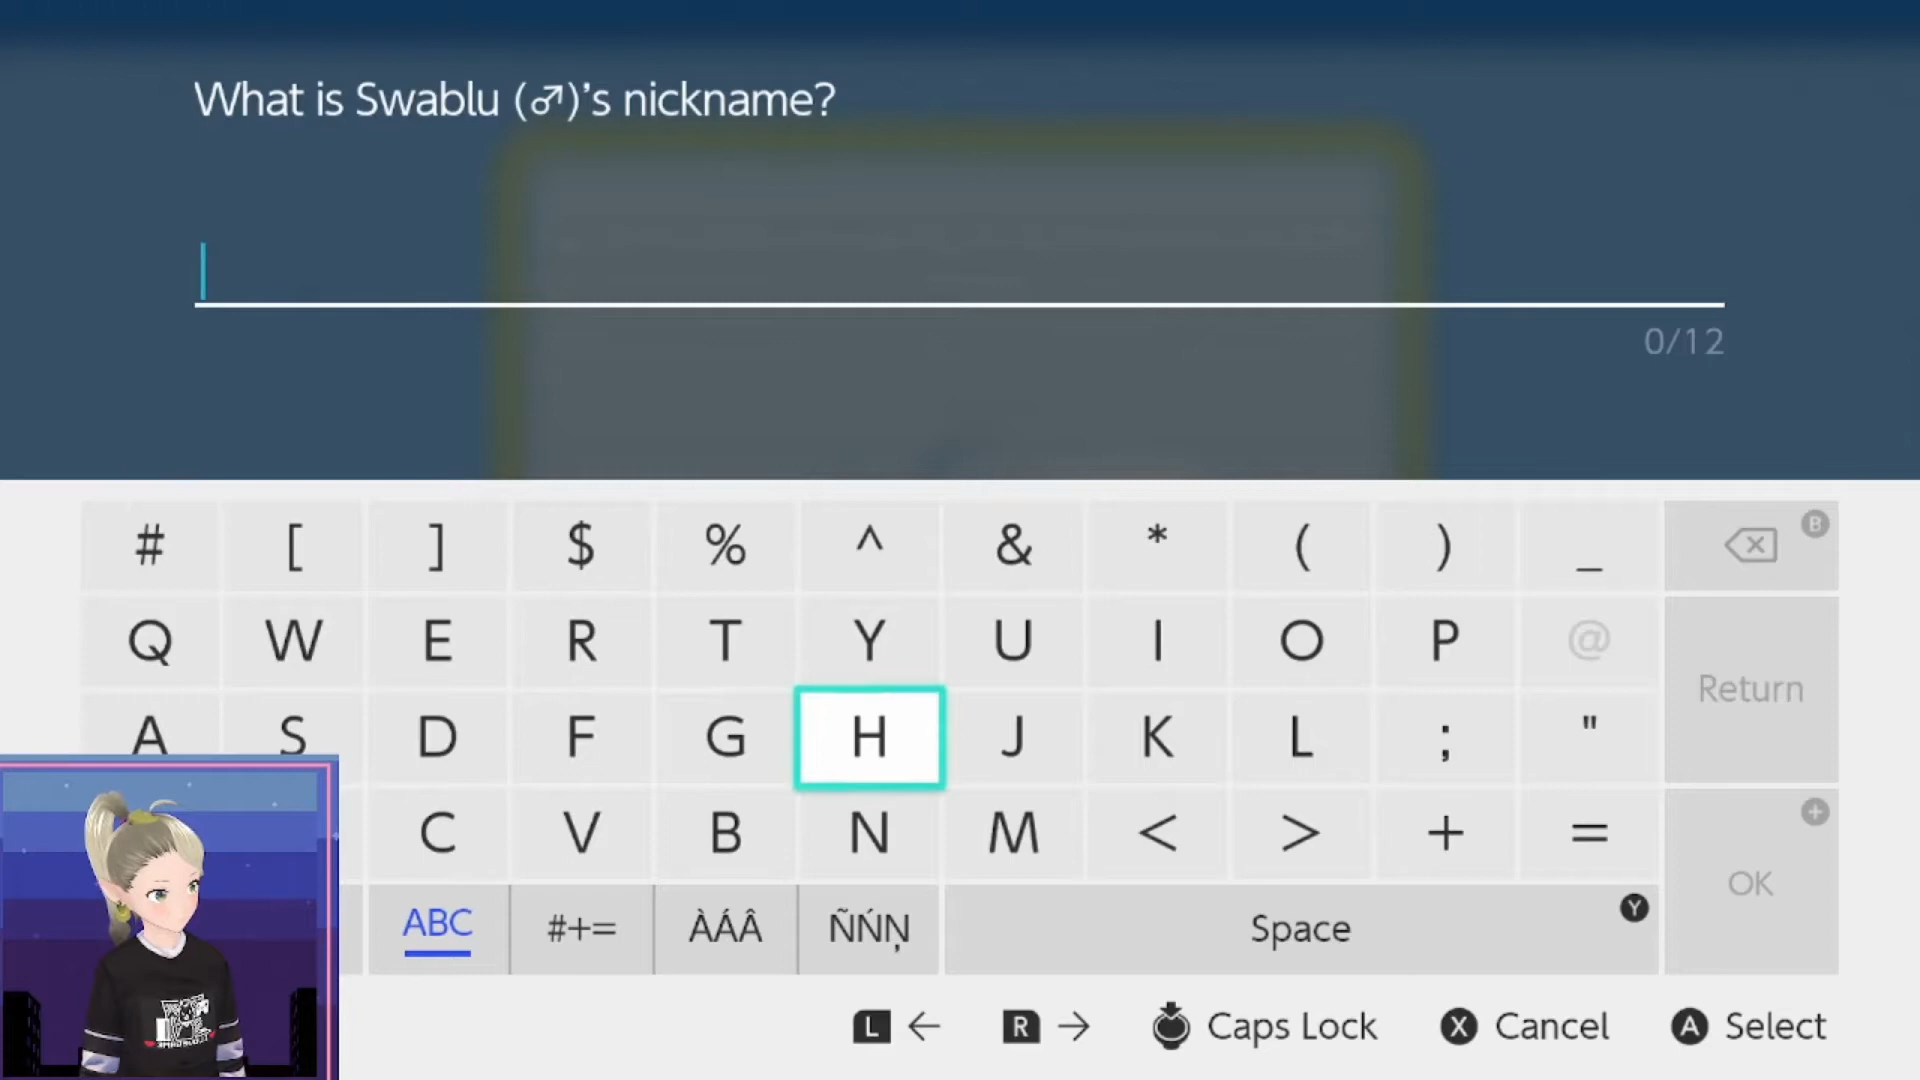 What is Swablu (♂)'s nickname?
0/12
# [ ] $ % ^ & * ( ) _ B
Q W E R T Y U I O P @
Return
A S D F G H J K L ; "
C V B N M < > + = +
OK
ABC #+= ÀÁÂ ÑŃŅ Space Y
L ← R → Caps Lock X Cancel A Select